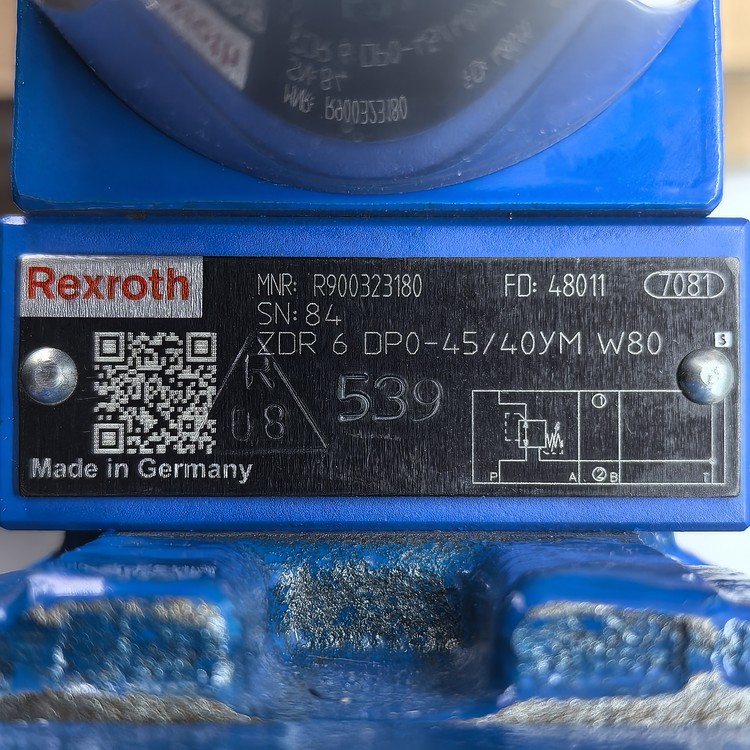 Rexroth
MNR: R900323180
FD: 48011
7081
SN: 84
ZDR 6 DP0-45/40YM W80
S
R
08
539
Made in Germany
1
2
P
A
B
T